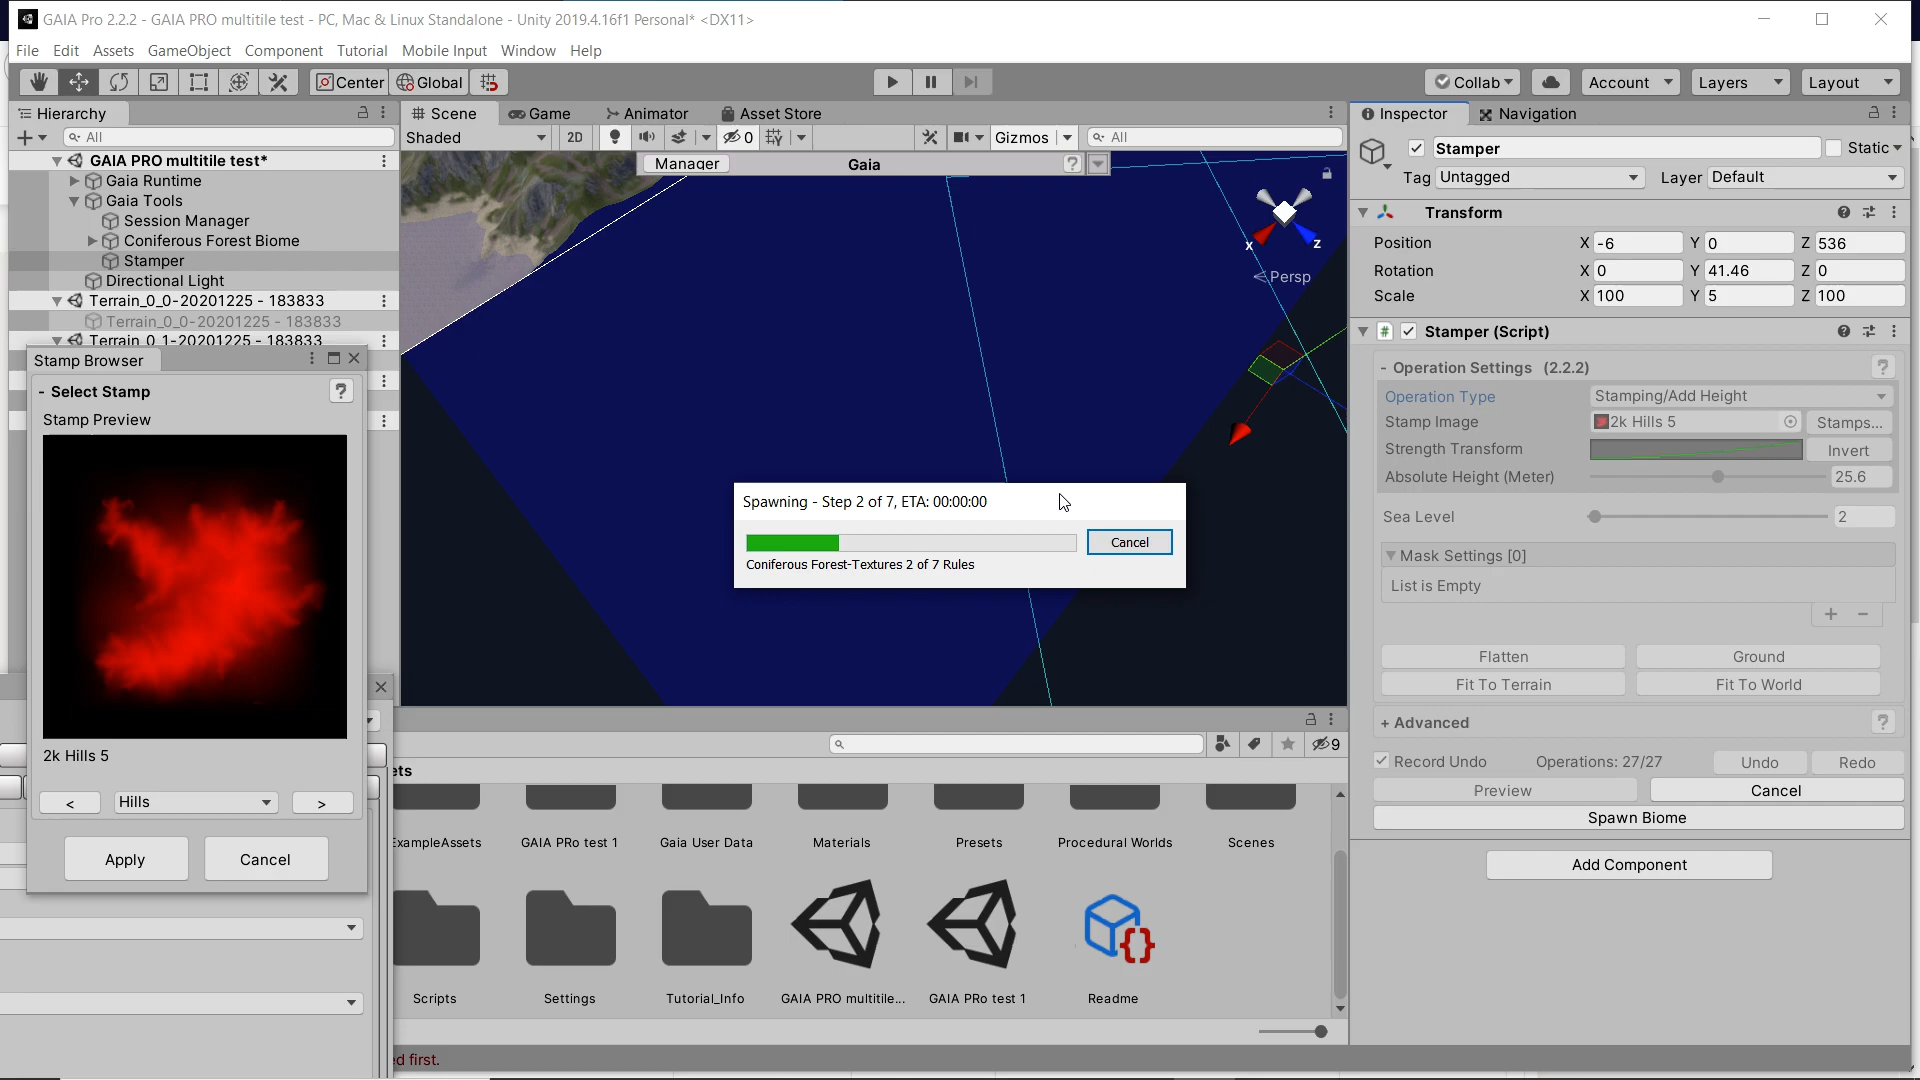 GAIA Pro 2.2.2 - GAIA PRO multitile test - PC, Mac & Linux Standalone - Unity 2019.4.16f1 Personal* <DX11>
File Edit Assets GameObject Component Tutorial Mobile Input Window Help
Center Global
Collab Account Layers Layout
Hierarchy
All
GAIA PRO multitile test*
Gaia Runtime
Gaia Tools
Session Manager
Coniferous Forest Biome
Stamper
Directional Light
Terrain_0_0-20201225 - 183833
Terrain_0_0-20201225 - 183833
Terrain_0_1-20201225 - 183833
Scene Game Animator Asset Store
Shaded 2D 0 Gizmos All
Manager Gaia ?
x z
< Persp
Stamp Browser
- Select Stamp ?
Stamp Preview
2k Hills 5
< Hills >
Apply Cancel
Spawning - Step 2 of 7, ETA: 00:00:00
Cancel
Coniferous Forest-Textures 2 of 7 Rules
9
ets
ExampleAssets GAIA PRo test 1 Gaia User Data Materials Presets Procedural Worlds Scenes
Scripts Settings Tutorial_Info GAIA PRO multitile... GAIA PRo test 1 Readme
ed first.
Inspector Navigation
Stamper Static
Tag Untagged Layer Default
Transform
Position X -6 Y 0 Z 536
Rotation X 0 Y 41.46 Z 0
Scale X 100 Y 5 Z 100
# Stamper (Script)
- Operation Settings (2.2.2) ?
Operation Type Stamping/Add Height
Stamp Image 2k Hills 5 Stamps...
Strength Transform Invert
Absolute Height (Meter) 25.6
Sea Level 2
Mask Settings [0]
List is Empty
+ -
Flatten Ground
Fit To Terrain Fit To World
+ Advanced ?
Record Undo Operations: 27/27 Undo Redo
Preview Cancel
Spawn Biome
Add Component